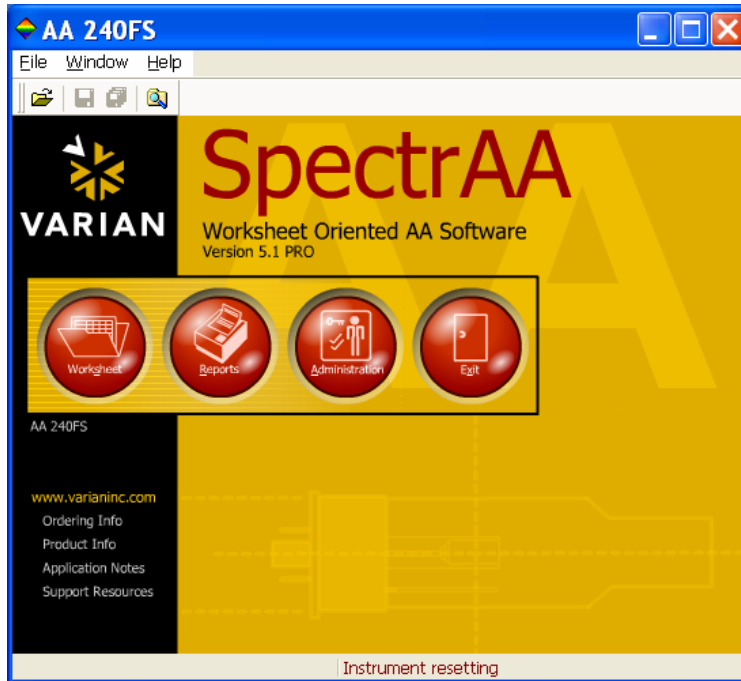 AA 240FS
File Window Help
VARIAN
SpectrAA
Worksheet Oriented AA Software
Version 5.1 PRO
Worksheet
Reports
Administration
Exit
AA 240FS
www.varianinc.com
Ordering Info
Product Info
Application Notes
Support Resources
AA
Instrument resetting